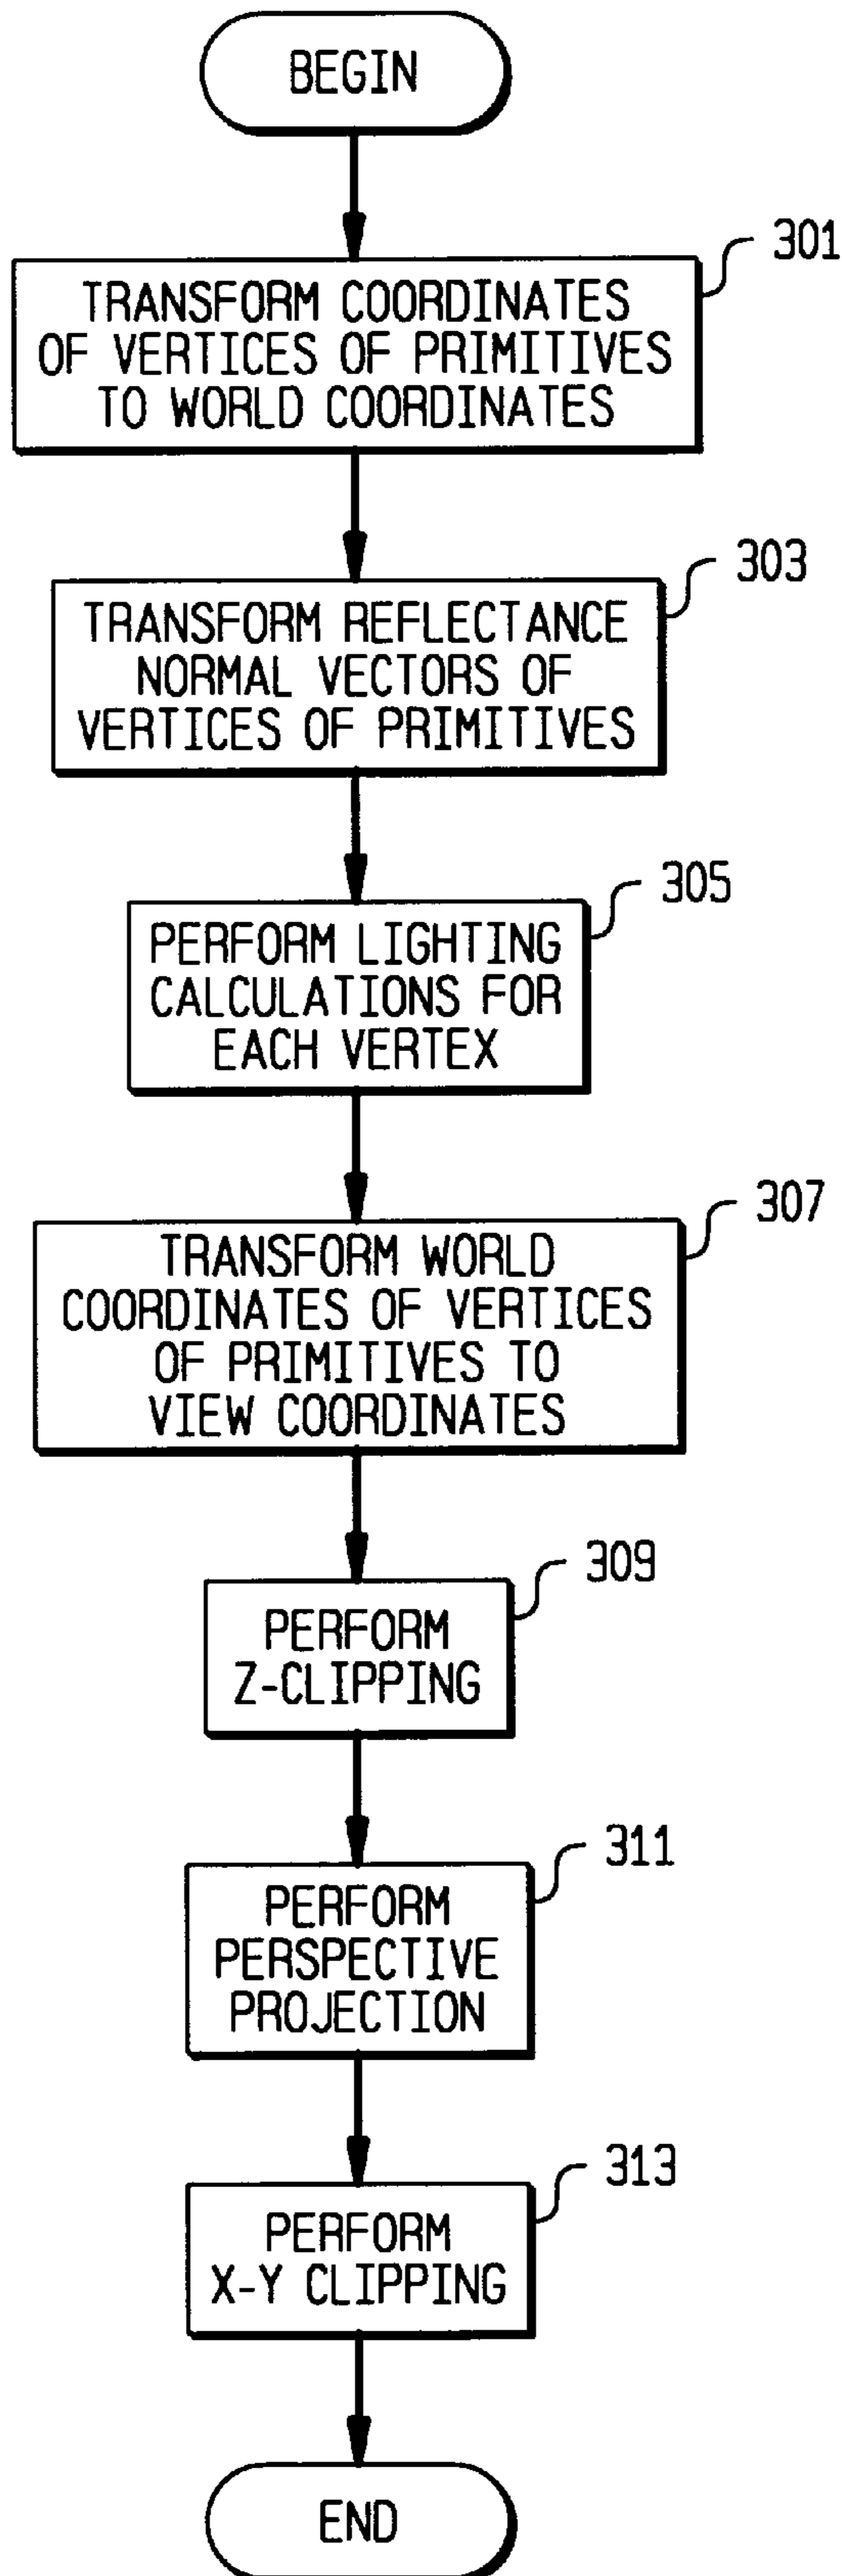 BEGIN
301
TRANSFORM COORDINATES
OF VERTICES OF PRIMITIVES
TO WORLD COORDINATES
303
TRANSFORM REFLECTANCE
NORMAL VECTORS OF
VERTICES OF PRIMITIVES
305
PERFORM LIGHTING
CALCULATIONS FOR
EACH VERTEX
307
TRANSFORM WORLD
COORDINATES OF VERTICES
OF PRIMITIVES TO
VIEW COORDINATES
309
PERFORM
Z-CLIPPING
311
PERFORM
PERSPECTIVE
PROJECTION
313
PERFORM
X-Y CLIPPING
END